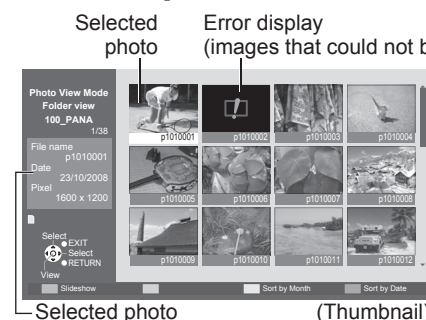 Selected
photo
Error display
(images that could not b
Photo View Mode
Folder view
100_PANA
1/38
File name
p1010001
Date
23/10/2008
Pixel
1600 x 1200
Select
EXIT
Select
RETURN
View
p1010001 p1010002 p1010003 p1010004
p1010005 p1010006 p1010007 p1010008
p1010009 p1010010 p1010011 p1010012
Slideshow Sort by Month Sort by Date
Selected photo (Thumbnail)